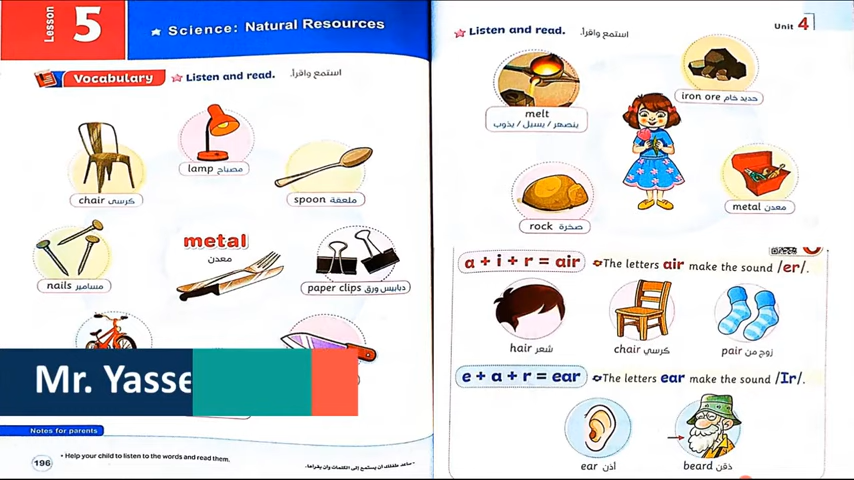 Lesson 5
★ Science: Natural Resources
Vocabulary ★ Listen and read. استمع واقرأ.
chair كرسي
lamp مصباح
spoon ملعقة
nails مسامير
metal
معدن
paper clips دبابيس ورق
Mr. Yasse
Notes for parents
196
• Help your child to listen to the words and read them.
- ساعد طفلك أن يستمع إلى الكلمات وأن يقرأها.
Unit 4
★ Listen and read. استمع واقرأ.
melt
ينصهر / يسيل / يذوب
iron ore حديد خام
rock صخرة
metal معدن
a + i + r = air The letters air make the sound /er/.
hair شعر
chair كرسي
pair زوج من
e + a + r = ear The letters ear make the sound /Ir/.
ear أذن
beard ذقن